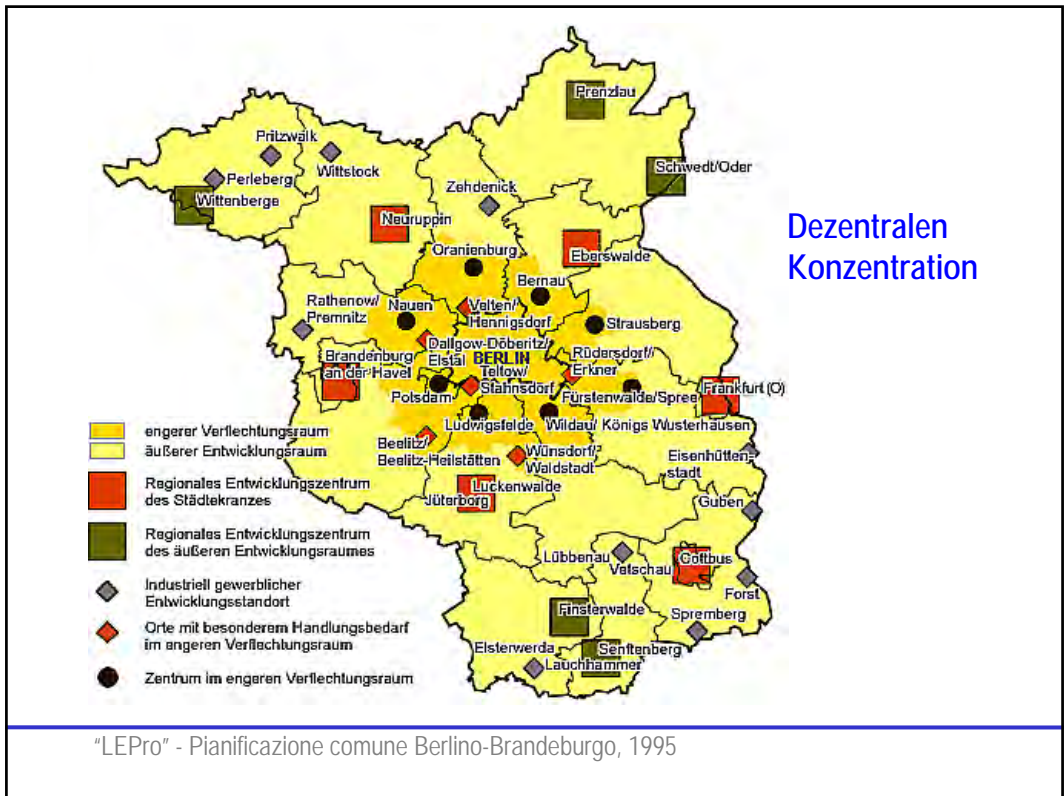 Prenzlau
Pritzwalk
Wittstock
Schwedt/Oder
Perleberg
Zehdenick
Wittenberge
Neuruppin
Dezentralen
Konzentration
Oranienburg
Eberswalde
Bernau
Rathenow/
Premnitz
Nauen
Velten/
Hennigsdorf
Strausberg
Dallgow-Döberitz/
Elstal
BERLIN
Rüdersdorf/
Erkner
Brandenburg
an der Havel
Teltow/
Stahnsdorf
Frankfurt (O)
Potsdam
Fürstenwalde/Spree
Ludwigsfelde
Wildau/ Königs Wusterhausen
engerer Verflechtungsraum
äußerer Entwicklungsraum
Beelitz/
Beelitz-Heilstätten
Wünsdorf/
Waldstadt
Eisenhütten-
stadt
Regionales Entwicklungszentrum
des Städtekranzes
Luckenwalde
Jüterborg
Guben
Regionales Entwicklungszentrum
des äußeren Entwicklungsraumes
Lübbenau
Vetschau
Cottbus
Industriell gewerblicher
Entwicklungsstandort
Forst
Finsterwalde
Spremberg
Orte mit besonderem Handlungsbedarf
im engeren Verflechtungsraum
Elsterwerda
Senftenberg
Lauchhammer
Zentrum im engeren Verflechtungsraum
"LEPro" - Pianificazione comune Berlino-Brandeburgo, 1995